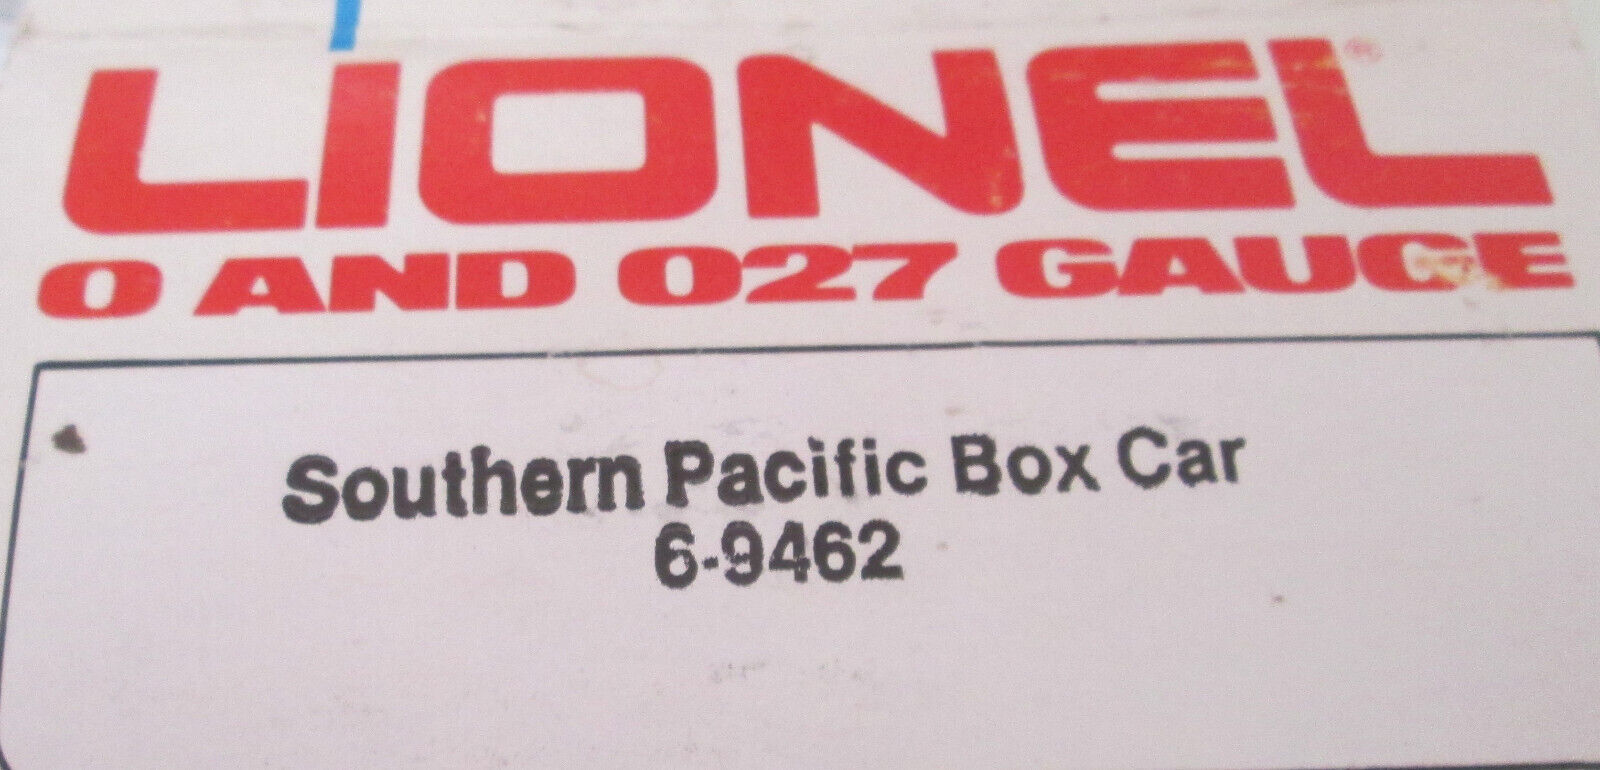 LIONEL®
O AND O27 GAUGE
Southern Pacific Box Car
6-9462